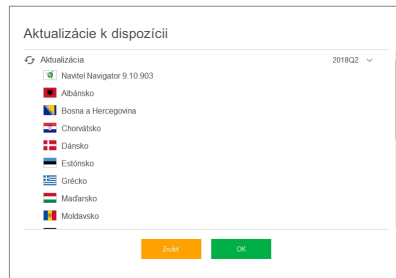 Aktualizácie k dispozícii
Aktualizácia 2018Q2
Navitel Navigator 9.10.903
Albánsko
Bosna a Hercegovina
Chorvátsko
Dánsko
Estónsko
Grécko
Maďarsko
Moldavsko
Zrušiť OK